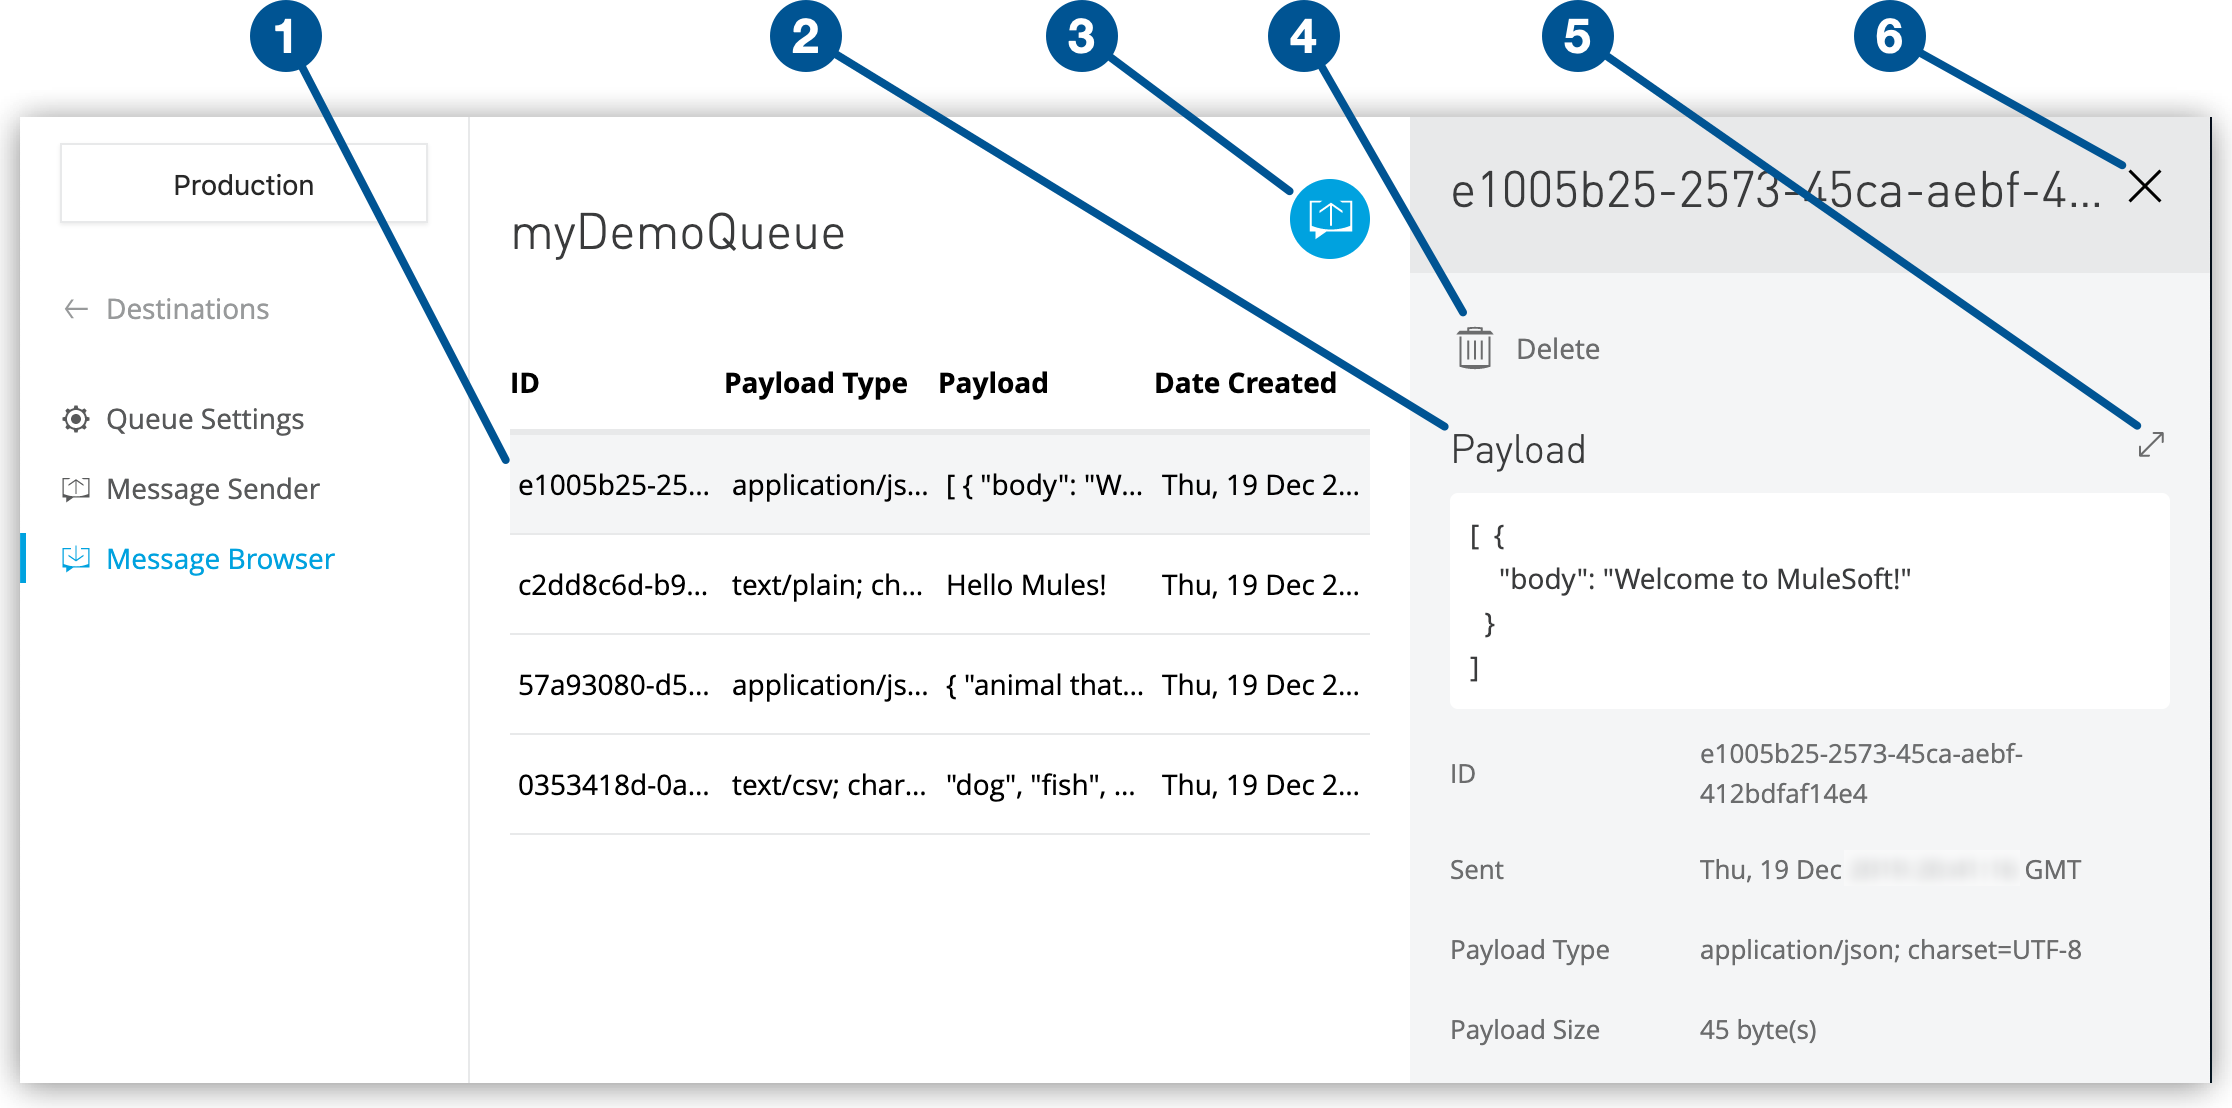 1 2 3 4 5 6
Production
← Destinations
Queue Settings
Message Sender
Message Browser
myDemoQueue
ID Payload Type Payload Date Created
e1005b25-25... application/js... [ { "body": "W... Thu, 19 Dec 2...
c2dd8c6d-b9... text/plain; ch... Hello Mules! Thu, 19 Dec 2...
57a93080-d5... application/js... { "animal that... Thu, 19 Dec 2...
0353418d-0a... text/csv; char... "dog", "fish", ... Thu, 19 Dec 2...
e1005b25-2573-45ca-aebf-4...
Delete
Payload
[ {
"body": "Welcome to MuleSoft!"
}
]
ID e1005b25-2573-45ca-aebf-
412bdfaf14e4
Sent Thu, 19 Dec GMT
Payload Type application/json; charset=UTF-8
Payload Size 45 byte(s)